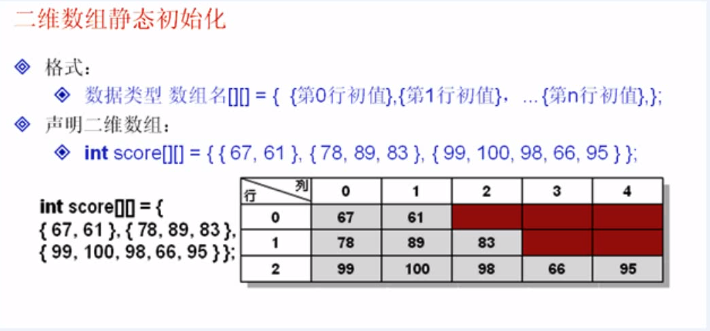 二维数组静态初始化
格式：
数据类型 数组名[][] = { {第0行初值},{第1行初值}，...{第n行初值},};
声明二维数组：
int score[][] = { { 67, 61 }, { 78, 89, 83 }, { 99, 100, 98, 66, 95 } };
int score[][] = {
{ 67, 61 }, { 78, 89, 83 },
{ 99, 100, 98, 66, 95 } };
行 列 0 1 2 3 4
0 67 61
1 78 89 83
2 99 100 98 66 95